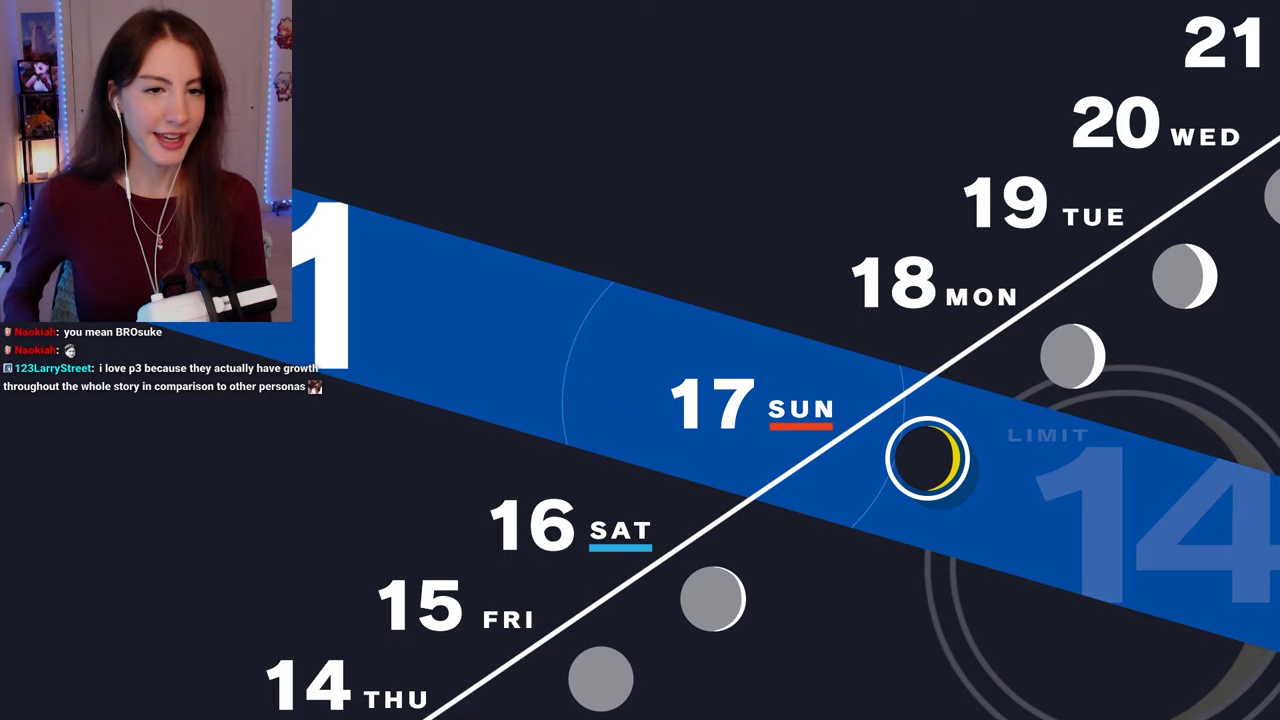 21
20 WED
19 TUE
18 MON
1
Naokiah: you mean BROsuke
Naokiah:
123LarryStreet: i love p3 because they actually have growth
throughout the whole story in comparison to other personas
17 SUN
LIMIT
14
16 SAT
15 FRI
14 THU